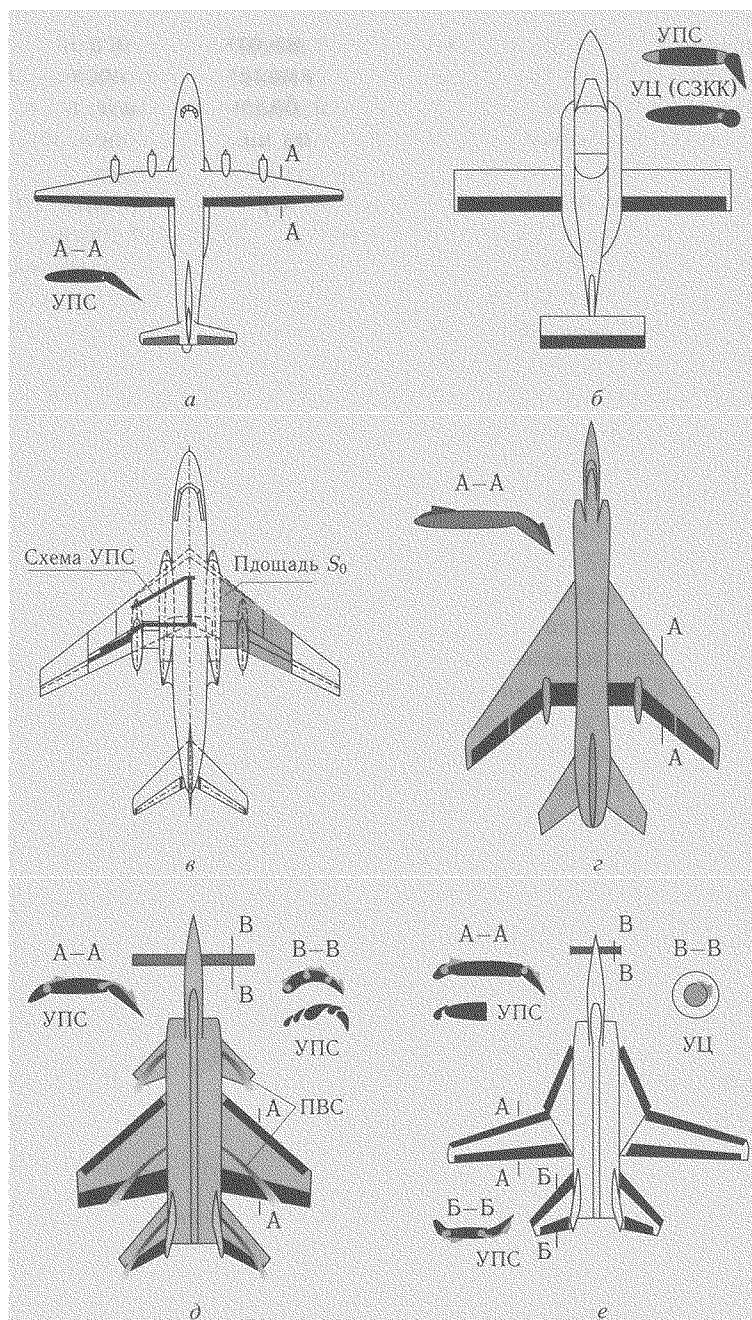 УПС
УЦ (СЗКК)
А
А
А–А
УПС
а
б
Схема УПС
Площадь S₀
А–А
А
А
в
г
А–А
УПС
В
В
В–В
УПС
ПВС
А
А
д
А–А
УПС
В
В
В–В
УЦ
А
А
Б
Б
Б–Б
УПС
е